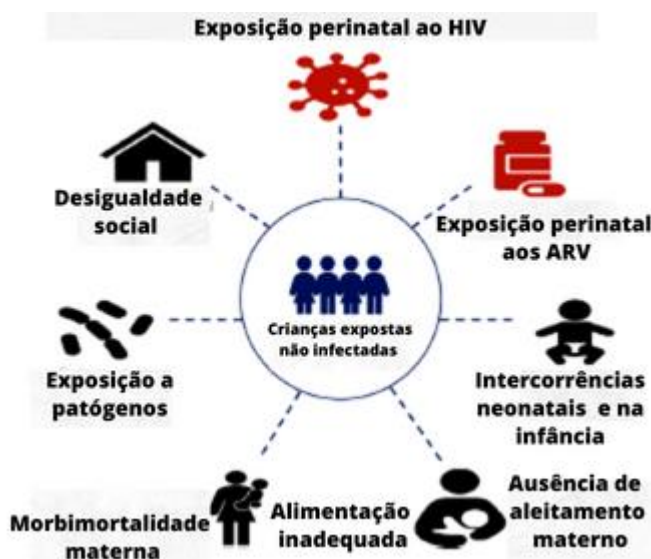 Exposição perinatal ao HIV
Desigualdade
social
Exposição perinatal
aos ARV
Crianças expostas
não infectadas
Exposição a
patógenos
Intercorrências
neonatais e na
infância
Morbimortalidade
materna
Alimentação
inadequada
Ausência de
aleitamento
materno